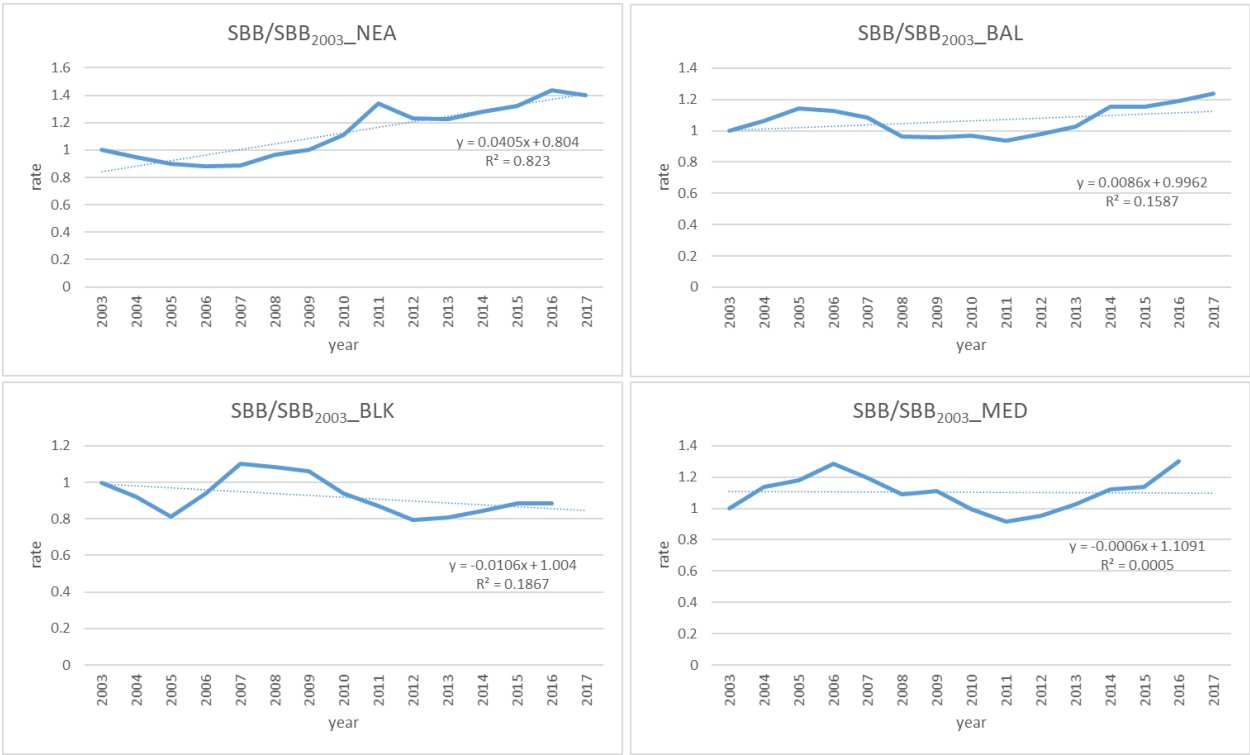 SBB/SBB2003_NEA
1.6
1.4
1.2
1
0.8
0.6
0.4
0.2
0
rate
y = 0.0405x + 0.804
R² = 0.823
2003 2004 2005 2006 2007 2008 2009 2010 2011 2012 2013 2014 2015 2016 2017
year
SBB/SBB2003_BAL
1.4
1.2
1
0.8
0.6
0.4
0.2
0
rate
y = 0.0086x + 0.9962
R² = 0.1587
2003 2004 2005 2006 2007 2008 2009 2010 2011 2012 2013 2014 2015 2016 2017
year
SBB/SBB2003_BLK
1.2
1
0.8
0.6
0.4
0.2
0
rate
y = -0.0106x + 1.004
R² = 0.1867
2003 2004 2005 2006 2007 2008 2009 2010 2011 2012 2013 2014 2015 2016 2017
year
SBB/SBB2003_MED
1.4
1.2
1
0.8
0.6
0.4
0.2
0
rate
y = -0.0006x + 1.1091
R² = 0.0005
2003 2004 2005 2006 2007 2008 2009 2010 2011 2012 2013 2014 2015 2016 2017
year